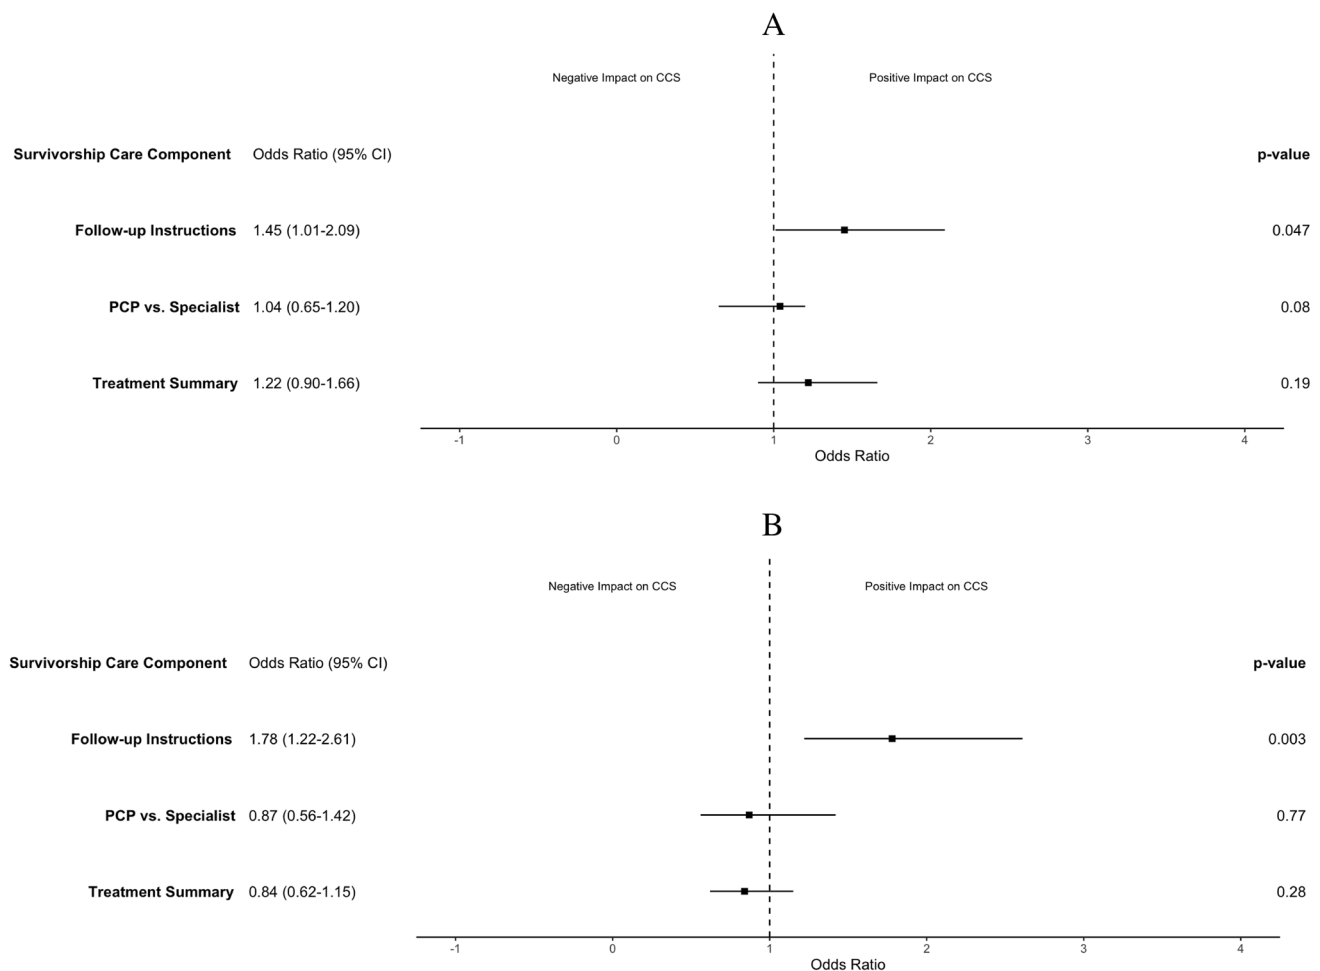 A
Negative Impact on CCS Positive Impact on CCS
Survivorship Care Component Odds Ratio (95% CI) p-value
Follow-up Instructions 1.45 (1.01-2.09) 0.047
PCP vs. Specialist 1.04 (0.65-1.20) 0.08
Treatment Summary 1.22 (0.90-1.66) 0.19
-1 0 1 2 3 4
Odds Ratio
B
Negative Impact on CCS Positive Impact on CCS
Survivorship Care Component Odds Ratio (95% CI) p-value
Follow-up Instructions 1.78 (1.22-2.61) 0.003
PCP vs. Specialist 0.87 (0.56-1.42) 0.77
Treatment Summary 0.84 (0.62-1.15) 0.28
-1 0 1 2 3 4
Odds Ratio